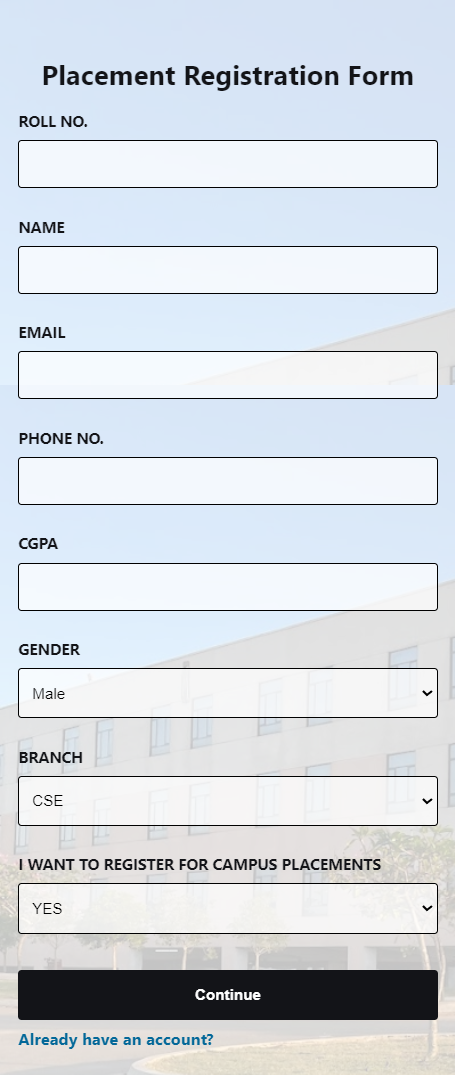 Placement Registration Form
ROLL NO.
NAME
EMAIL
PHONE NO.
CGPA
GENDER
Male
BRANCH
CSE
I WANT TO REGISTER FOR CAMPUS PLACEMENTS
YES
Continue
Already have an account?